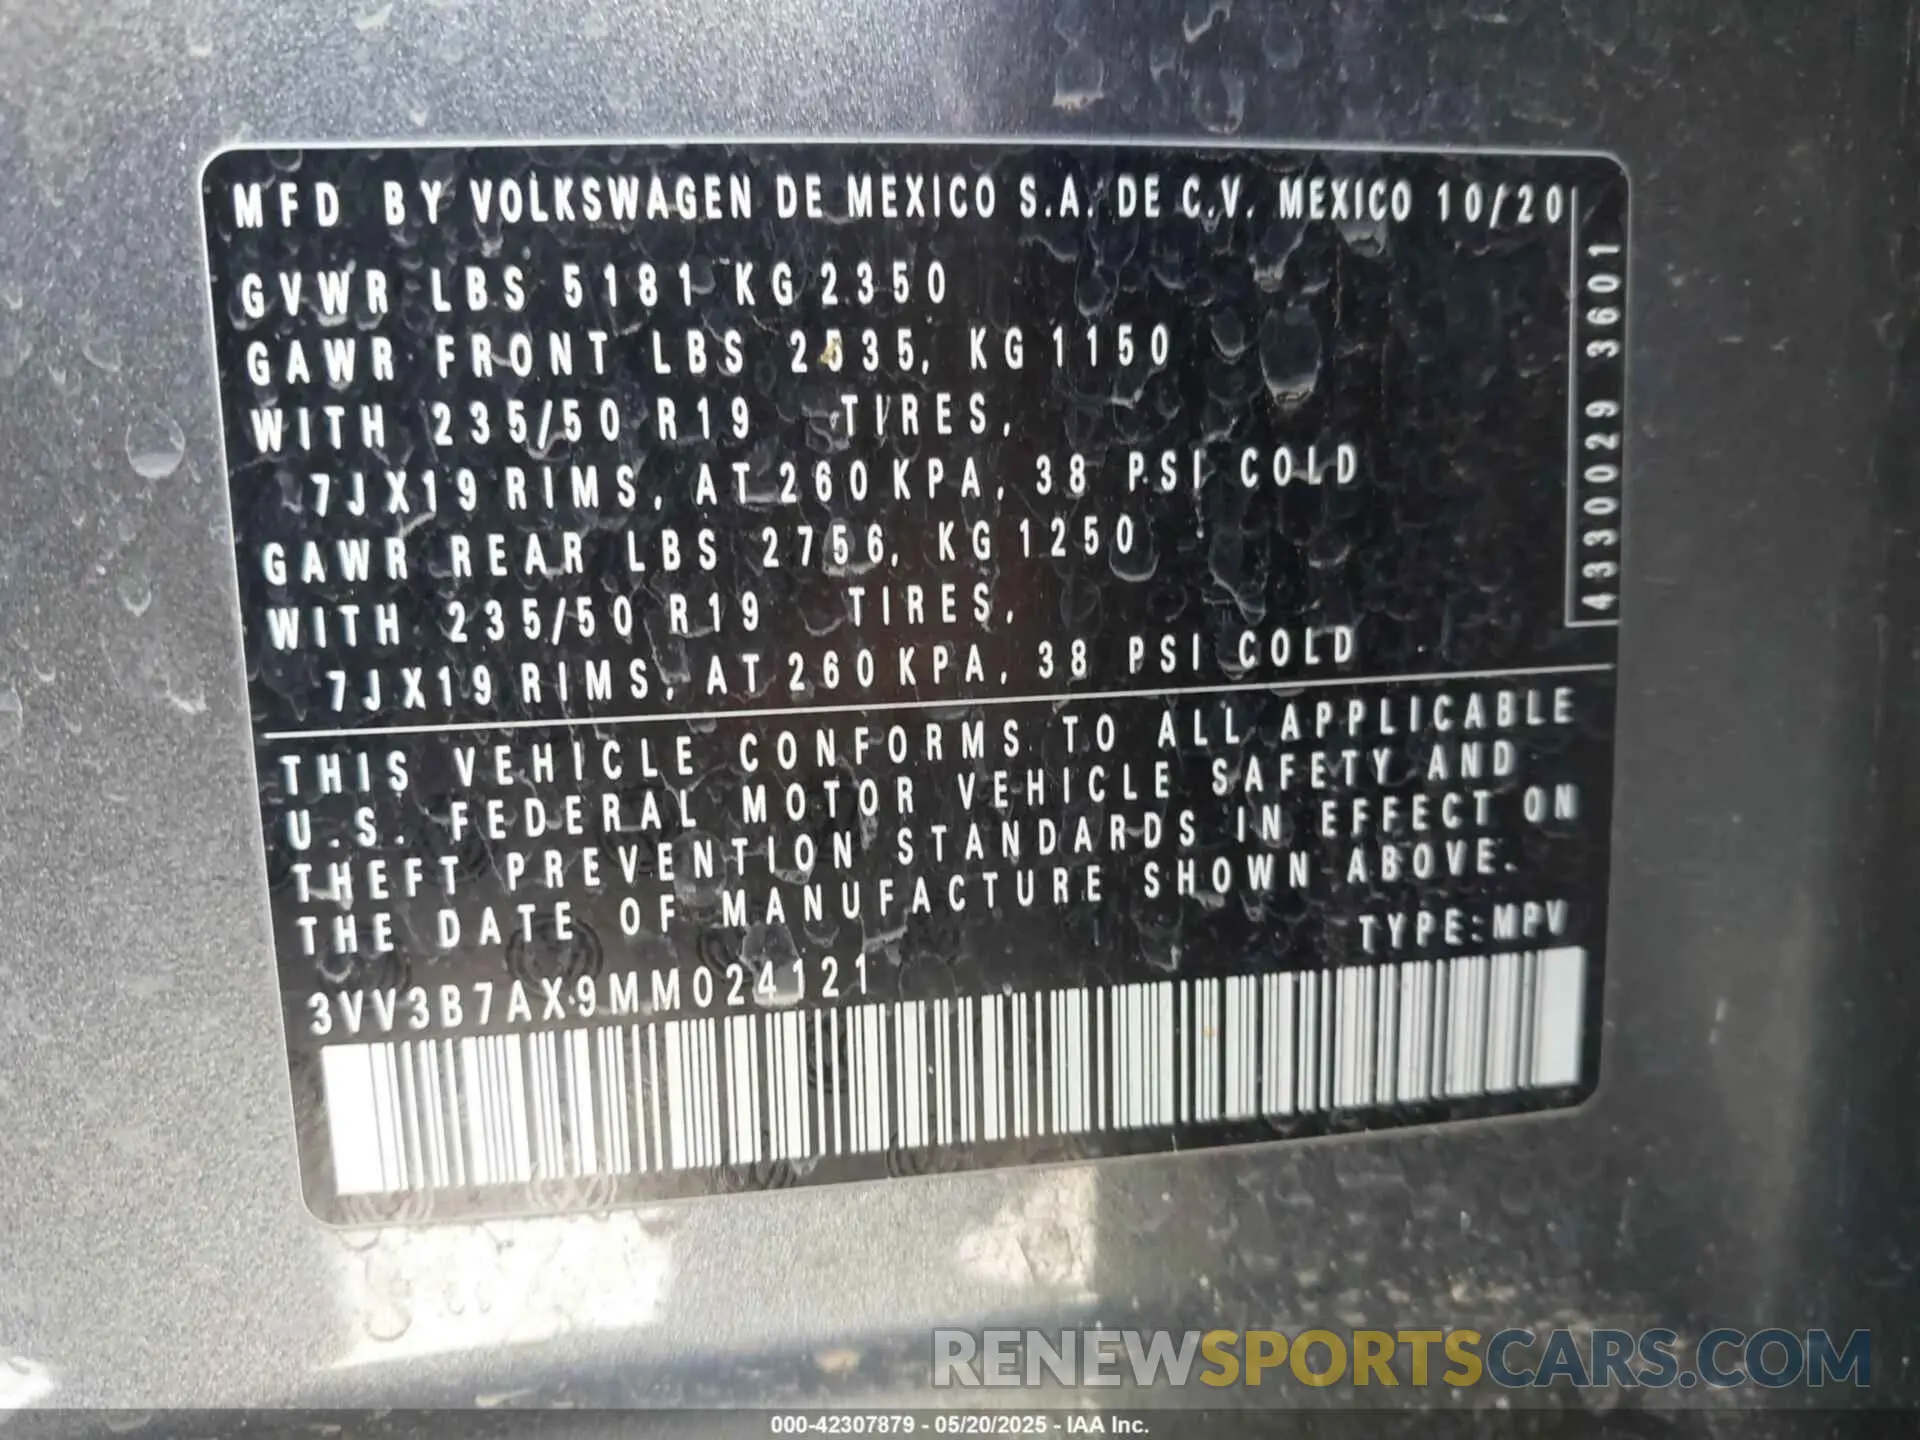 MFD BY VOLKSWAGEN DE MEXICO S.A. DE C.V. MEXICO 10/20
GVWR LBS 5181 KG 2350
GAWR FRONT LBS 2535, KG 1150
WITH 235/50 R19 TIRES,
7JX19 RIMS, AT 260 KPA, 38 PSI COLD
GAWR REAR LBS 2756, KG 1250
WITH 235/50 R19 TIRES,
7JX19 RIMS, AT 260 KPA, 38 PSI COLD
4330029 3601
THIS VEHICLE CONFORMS TO ALL APPLICABLE
U.S. FEDERAL MOTOR VEHICLE SAFETY AND
THEFT PREVENTION STANDARDS IN EFFECT ON
THE DATE OF MANUFACTURE SHOWN ABOVE.
TYPE: MPV
3VV3B7AX9MM024121
RENEWSPORTSCARS.COM
000-42307879 - 05/20/2025 - IAA Inc.